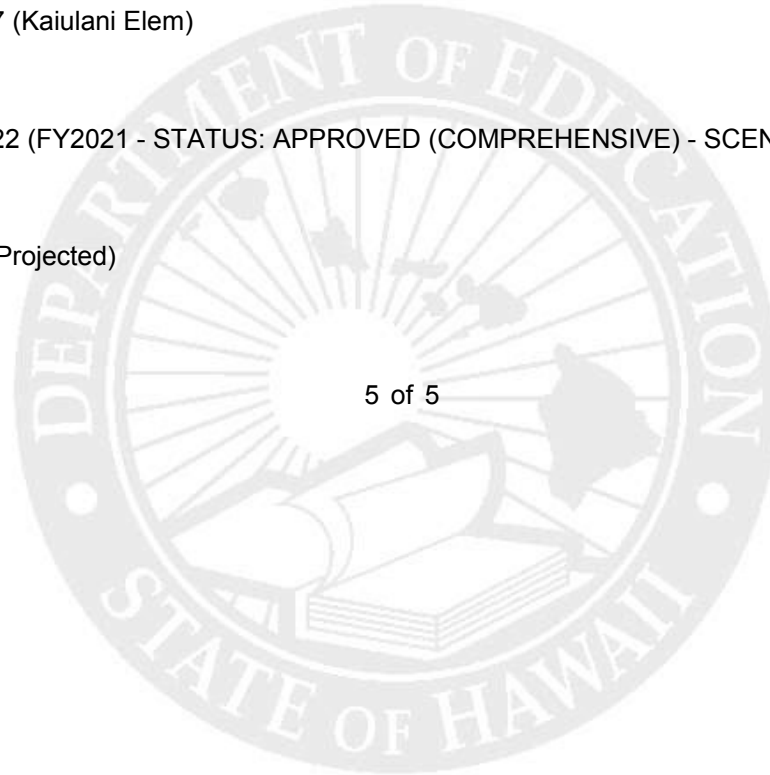 7 (Kaiulani Elem)
22 (FY2021 - STATUS: APPROVED (COMPREHENSIVE) - SCEN
Projected)
5 of 5
DEPARTMENT OF EDUCATION
STATE OF HAWAII